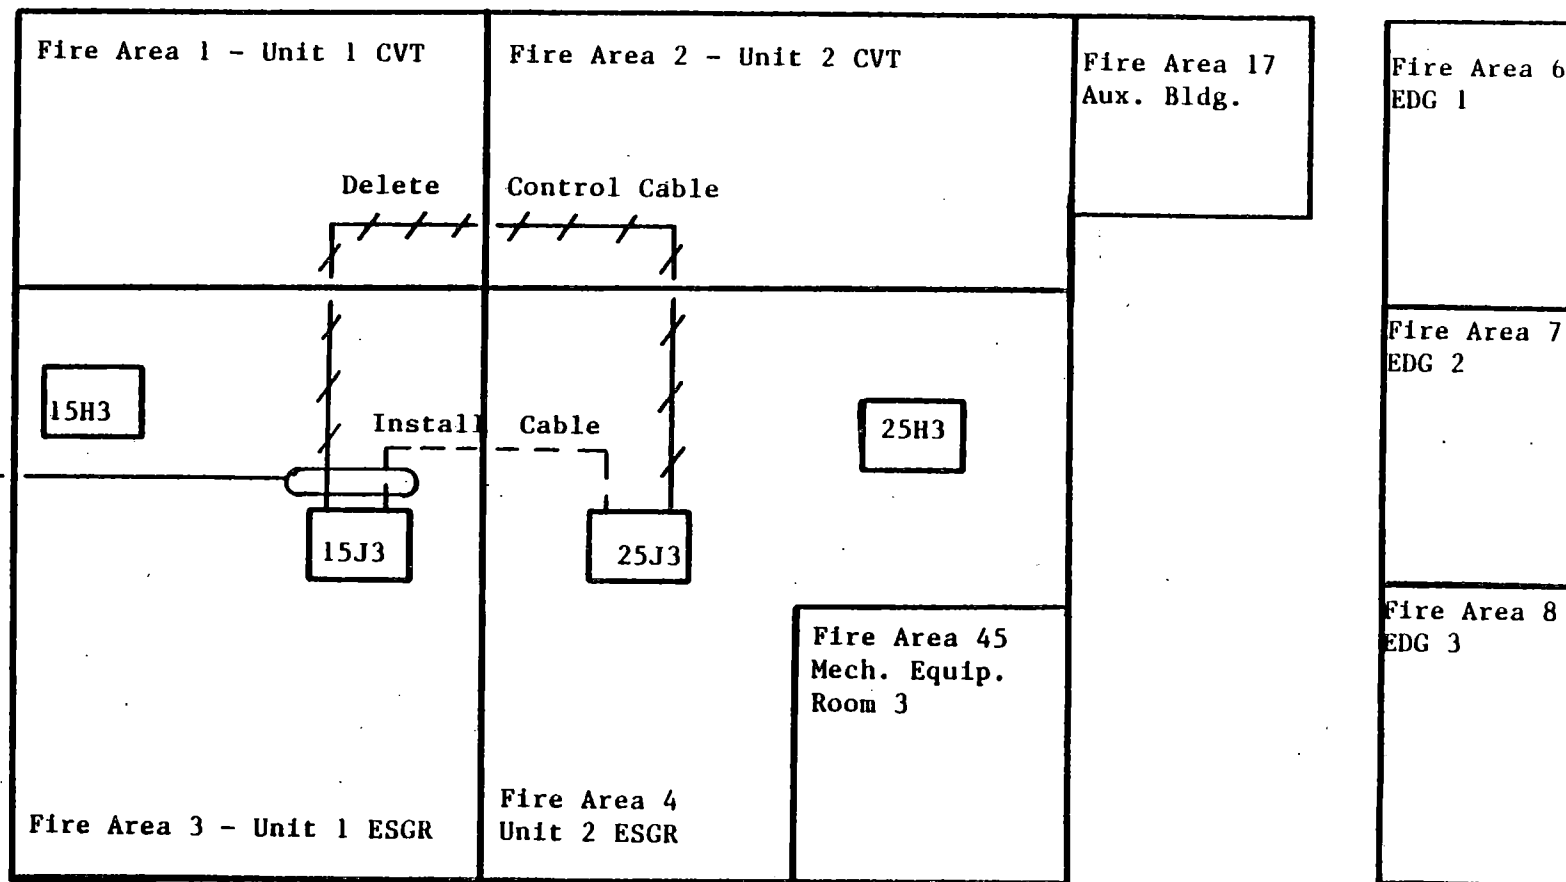 Fire Area 1 - Unit 1 CVT
Fire Area 2 - Unit 2 CVT
Fire Area 17
Aux. Bldg.
Fire Area 6
EDG 1
Delete Control Cable
15H3
Install Cable
25H3
15J3
25J3
Fire Area 7
EDG 2
Fire Area 45
Mech. Equip.
Room 3
Fire Area 8
EDG 3
Fire Area 3 - Unit 1 ESGR
Fire Area 4
Unit 2 ESGR